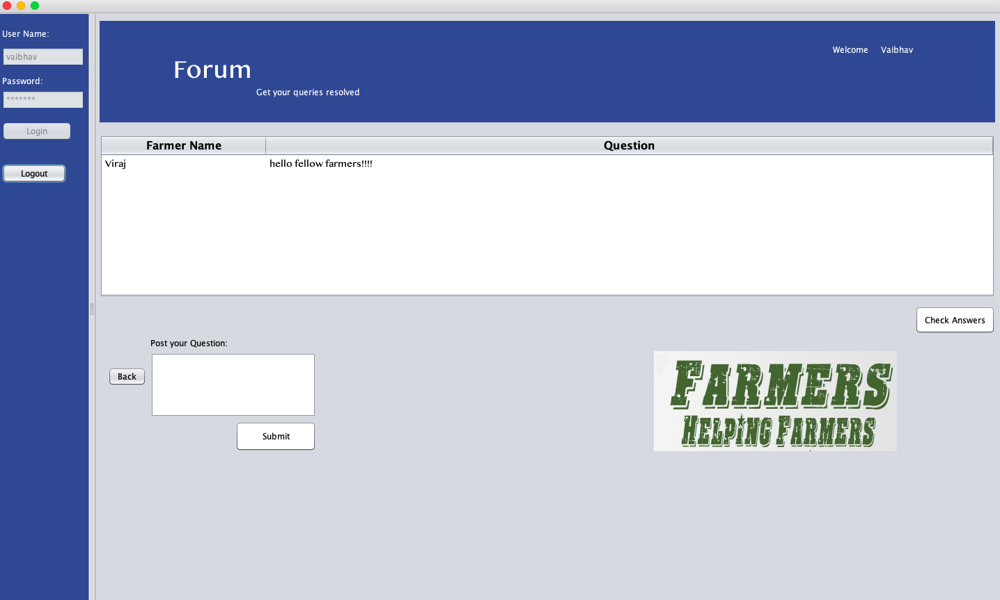 User Name:
vaibhav
Password:
*******
Login
Logout
Welcome Vaibhav
Forum
Get your queries resolved
Farmer Name Question
Viraj hello fellow farmers!!!!
Check Answers
Post your Question:
Back
Submit
FARMERS
HELPING FARMERS